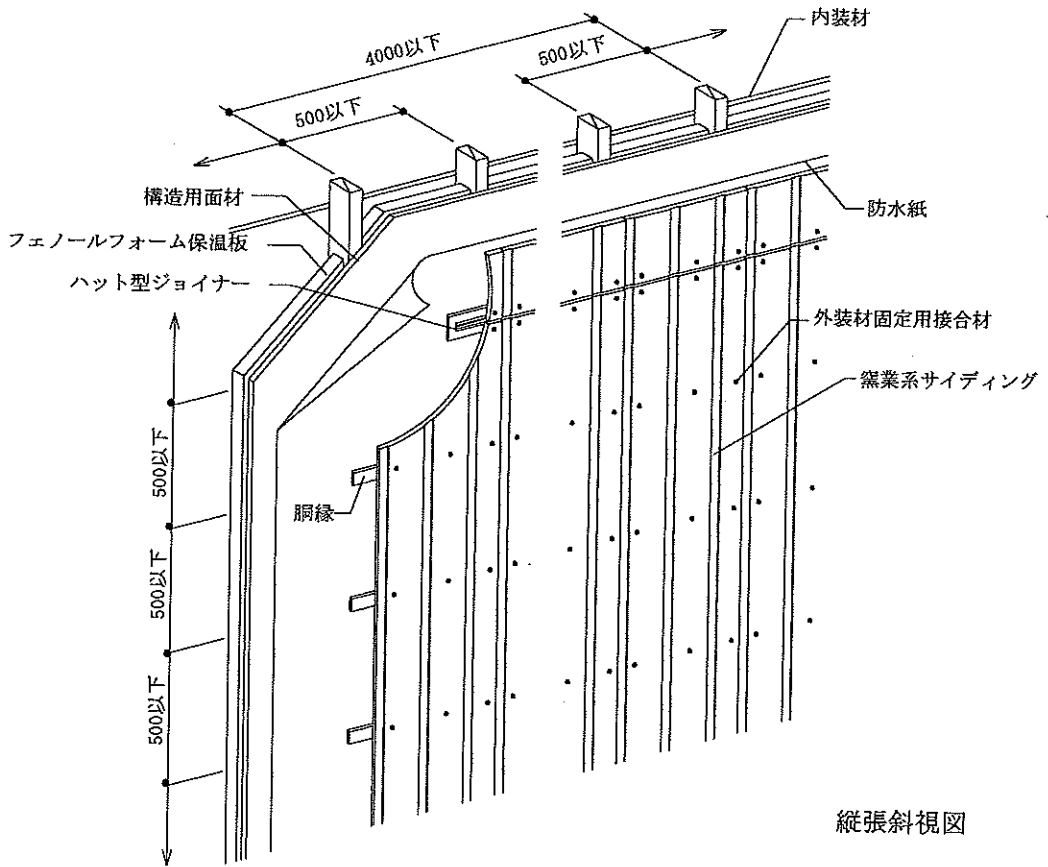 内装材
4000以下
500以下
500以下
構造用面材
フェノールフォーム保温板
ハット型ジョイナー
防水紙
外装材固定用接合材
窯業系サイディング
500以下
胴縁
500以下
500以下
縦張斜視図